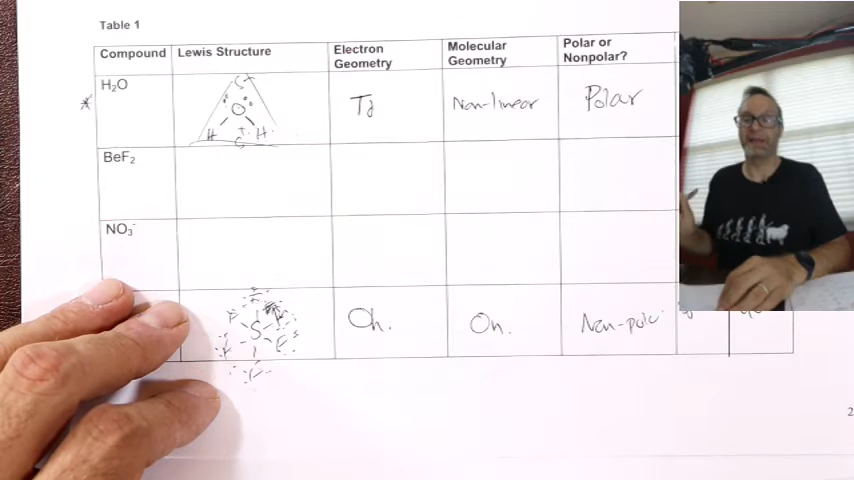 Table 1
Compound Lewis Structure Electron Geometry Molecular Geometry Polar or Nonpolar?
H₂O Td Non-linear Polar
O
H H
BeF₂
NO₃⁻
S Oh. Oh. Non-polar
F F
F F
F
2